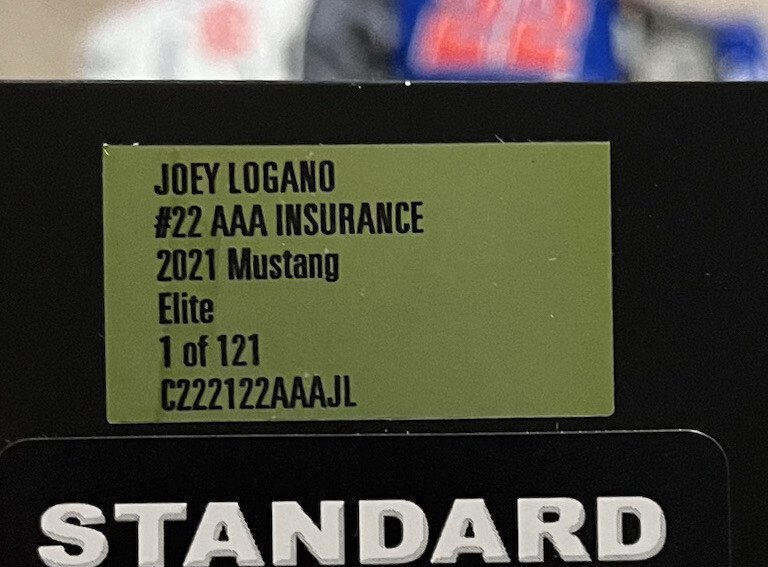 JOEY LOGANO
#22 AAA INSURANCE
2021 Mustang
Elite
1 of 121
C222122AAAJL
STANDARD